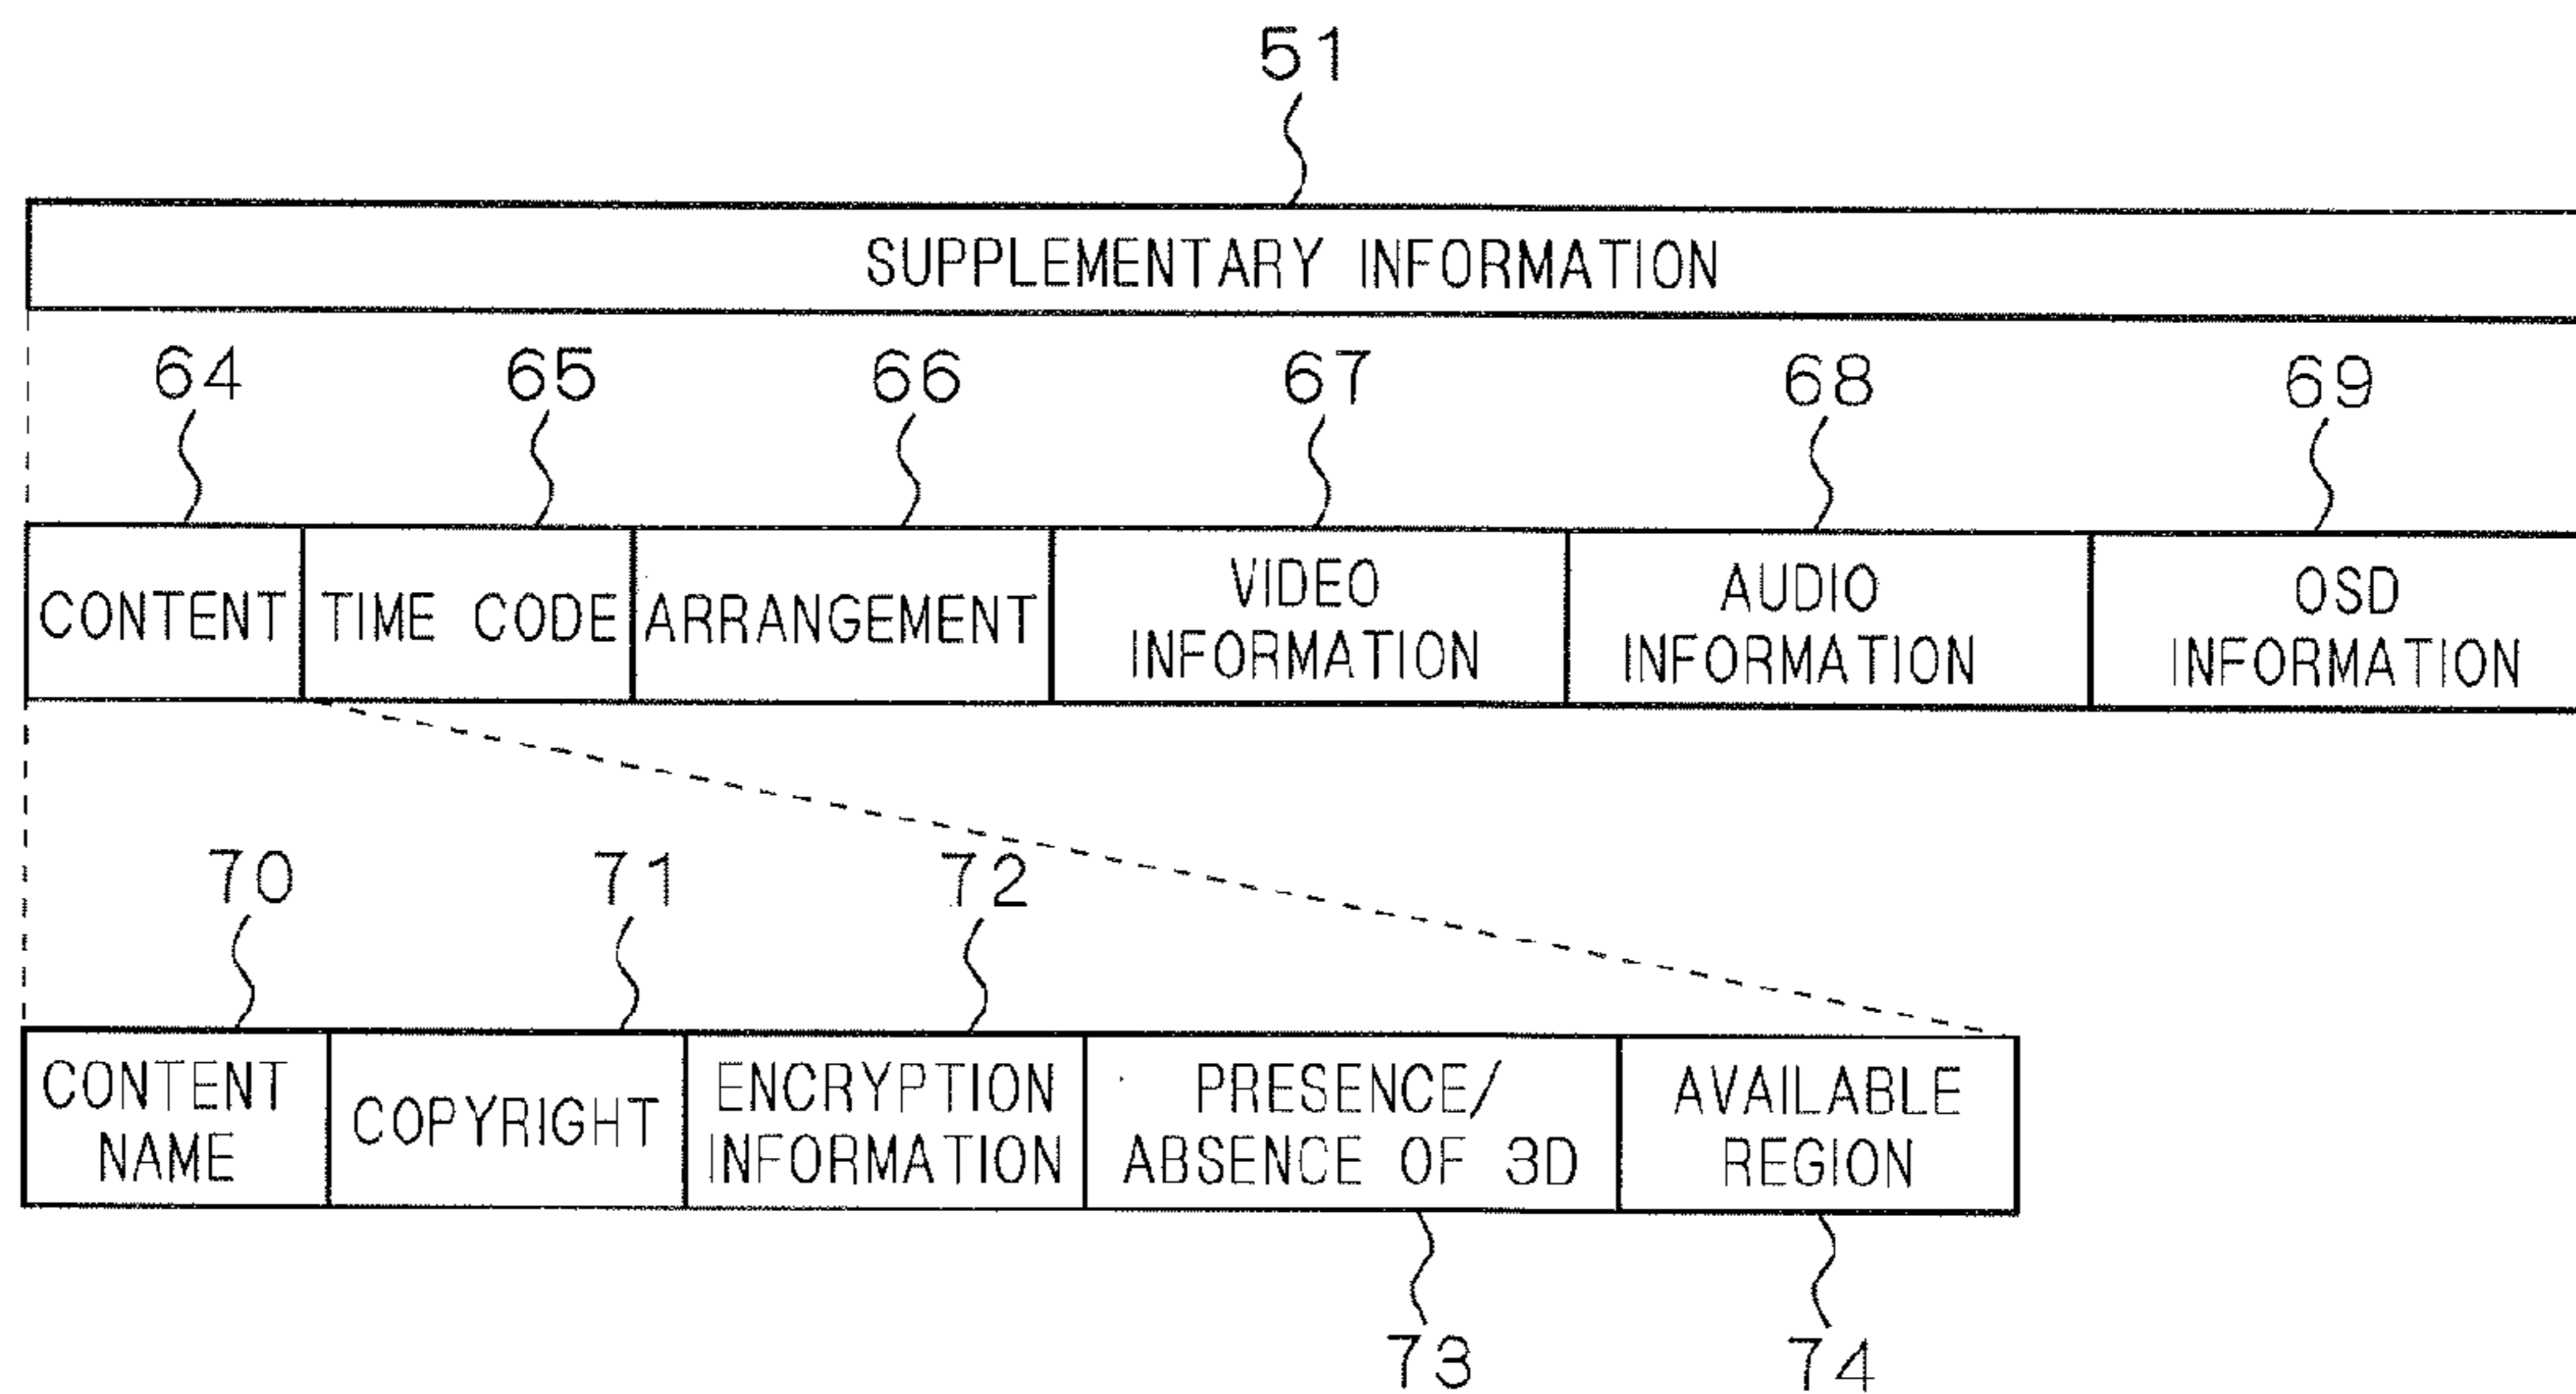 51
SUPPLEMENTARY INFORMATION
64 65 66 67 68 69
CONTENT
TIME CODE
ARRANGEMENT
VIDEO
INFORMATION
AUDIO
INFORMATION
OSD
INFORMATION
70 71 72
CONTENT
NAME
COPYRIGHT
ENCRYPTION
INFORMATION
PRESENCE/
ABSENCE OF 3D
AVAILABLE
REGION
73 74